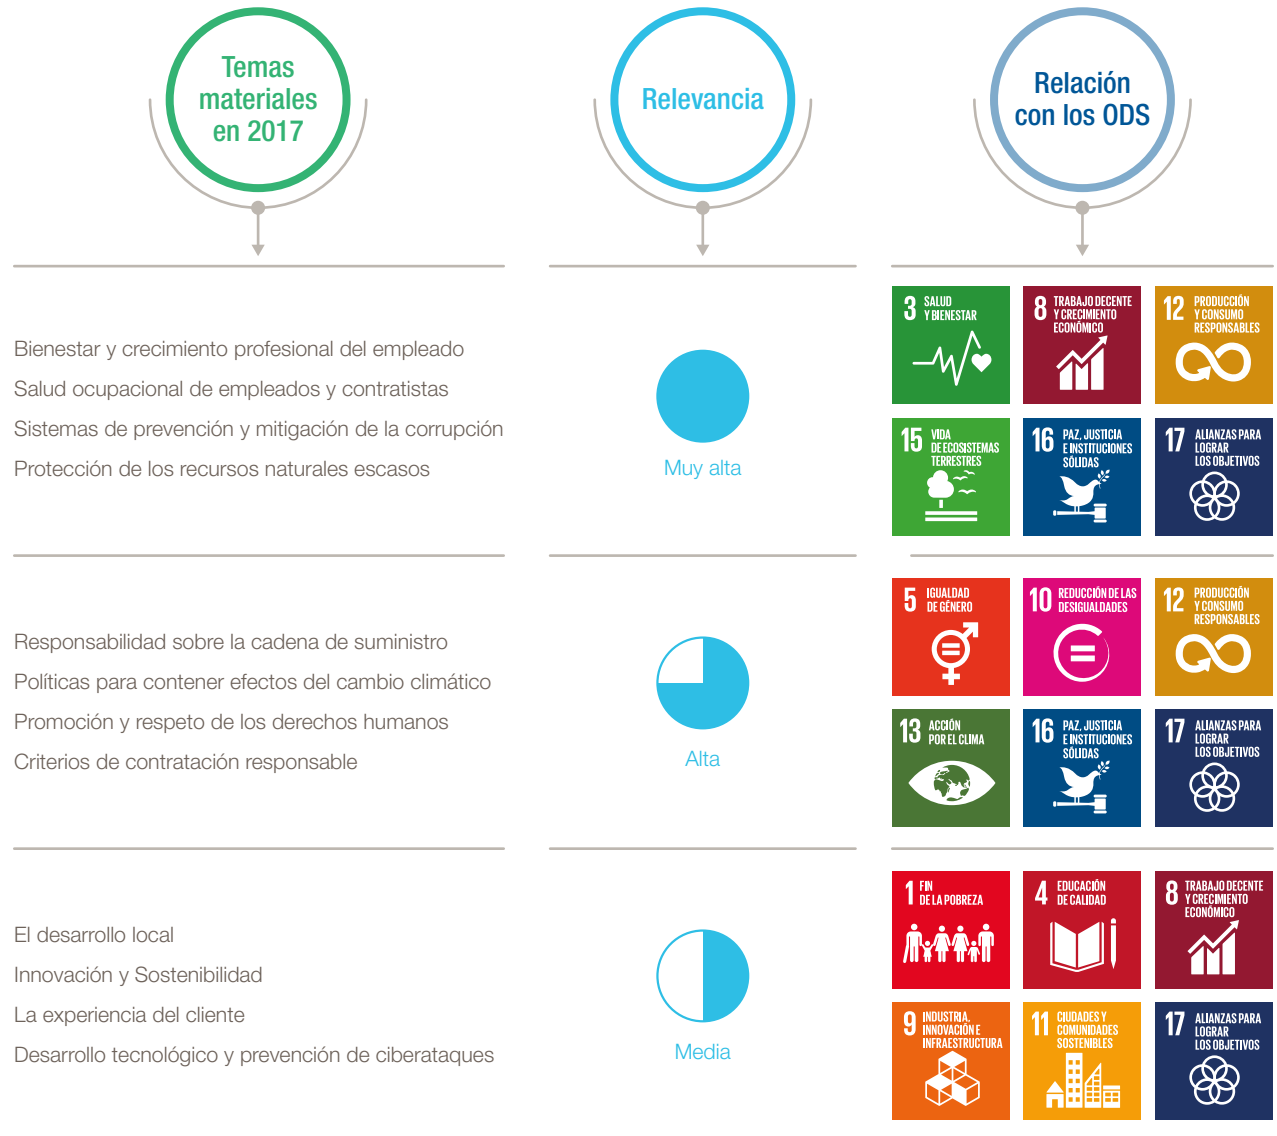 Temas
materiales
en 2017
Relevancia
Relación
con los ODS
Bienestar y crecimiento profesional del empleado
Salud ocupacional de empleados y contratistas
Sistemas de prevención y mitigación de la corrupción
Protección de los recursos naturales escasos
Muy alta
3 SALUD
Y BIENESTAR
8 TRABAJO DECENTE
Y CRECIMIENTO
ECONÓMICO
12 PRODUCCIÓN
Y CONSUMO
RESPONSABLES
15 VIDA
DE ECOSISTEMAS
TERRESTRES
16 PAZ, JUSTICIA
E INSTITUCIONES
SÓLIDAS
17 ALIANZAS PARA
LOGRAR
LOS OBJETIVOS
Responsabilidad sobre la cadena de suministro
Políticas para contener efectos del cambio climático
Promoción y respeto de los derechos humanos
Criterios de contratación responsable
Alta
5 IGUALDAD
DE GÉNERO
10 REDUCCIÓN DE LAS
DESIGUALDADES
12 PRODUCCIÓN
Y CONSUMO
RESPONSABLES
13 ACCIÓN
POR EL CLIMA
16 PAZ, JUSTICIA
E INSTITUCIONES
SÓLIDAS
17 ALIANZAS PARA
LOGRAR
LOS OBJETIVOS
El desarrollo local
Innovación y Sostenibilidad
La experiencia del cliente
Desarrollo tecnológico y prevención de ciberataques
Media
1 FIN
DE LA POBREZA
4 EDUCACIÓN
DE CALIDAD
8 TRABAJO DECENTE
Y CRECIMIENTO
ECONÓMICO
9 INDUSTRIA,
INNOVACIÓN E
INFRAESTRUCTURA
11 CIUDADES Y
COMUNIDADES
SOSTENIBLES
17 ALIANZAS PARA
LOGRAR
LOS OBJETIVOS